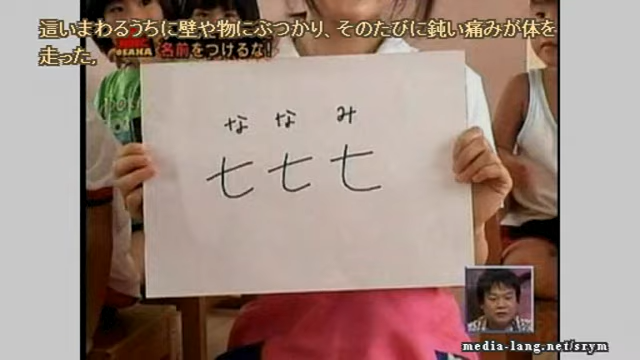 這いまわるうちに壁や物にぶつかり、そのたびに鈍い痛みが体を
走った,
OSAKA
名前をつけるな!
な な み
七 七 七
media-lang.net/srym